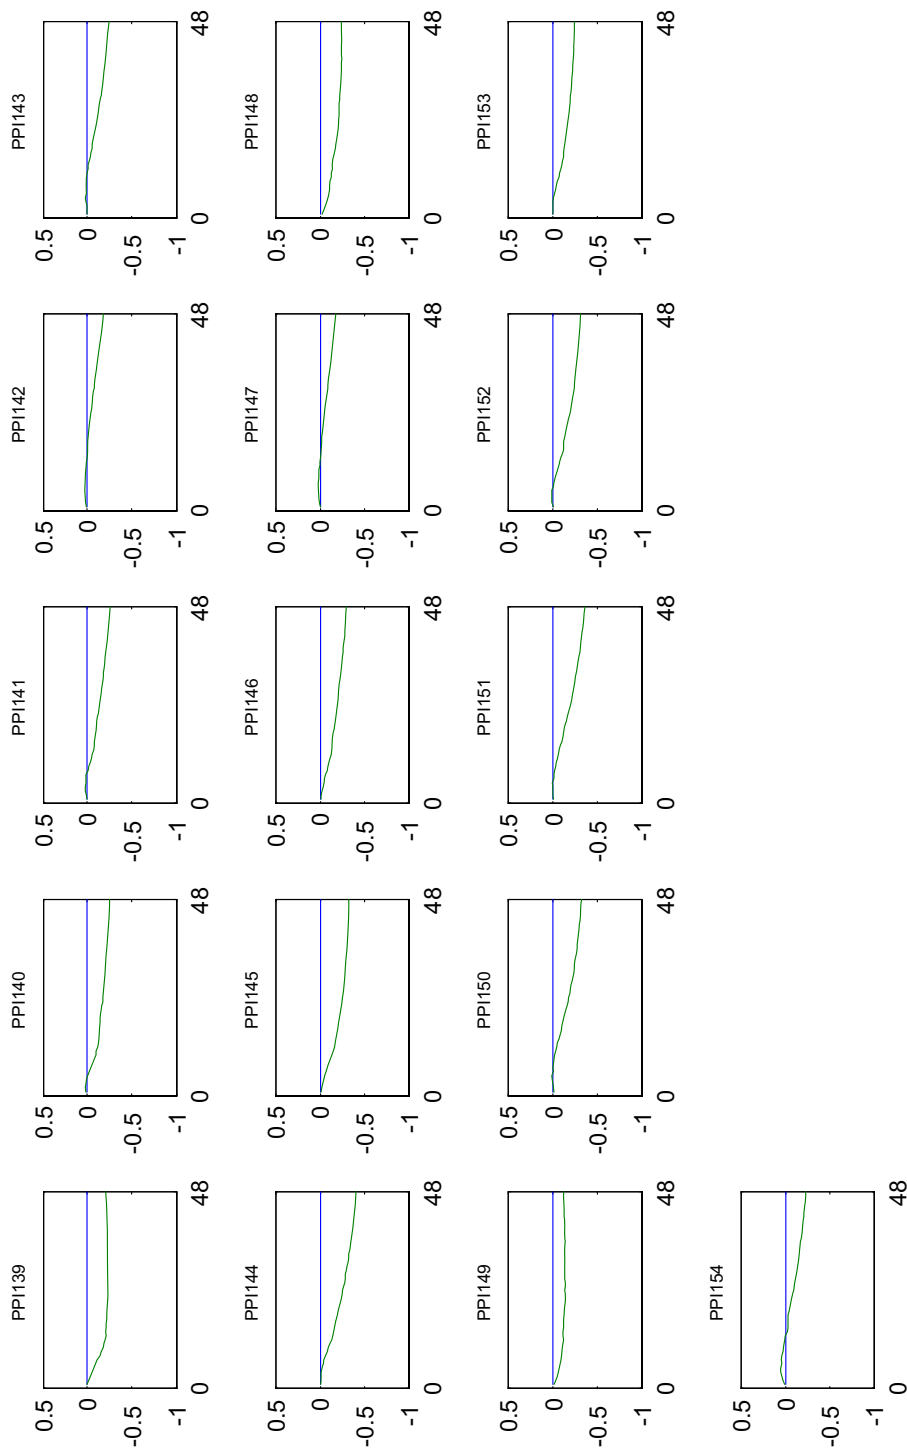 PPI139 PPI140 PPI141 PPI142 PPI143
0.5 0.5 0.5 0.5 0.5
0 0 0 0 0
-0.5 -0.5 -0.5 -0.5 -0.5
-1 -1 -1 -1 -1
0 48 0 48 0 48 0 48 0 48
PPI144 PPI145 PPI146 PPI147 PPI148
0.5 0.5 0.5 0.5 0.5
0 0 0 0 0
-0.5 -0.5 -0.5 -0.5 -0.5
-1 -1 -1 -1 -1
0 48 0 48 0 48 0 48 0 48
PPI149 PPI150 PPI151 PPI152 PPI153
0.5 0.5 0.5 0.5 0.5
0 0 0 0 0
-0.5 -0.5 -0.5 -0.5 -0.5
-1 -1 -1 -1 -1
0 48 0 48 0 48 0 48 0 48
PPI154
0.5
0
-0.5
-1
0 48